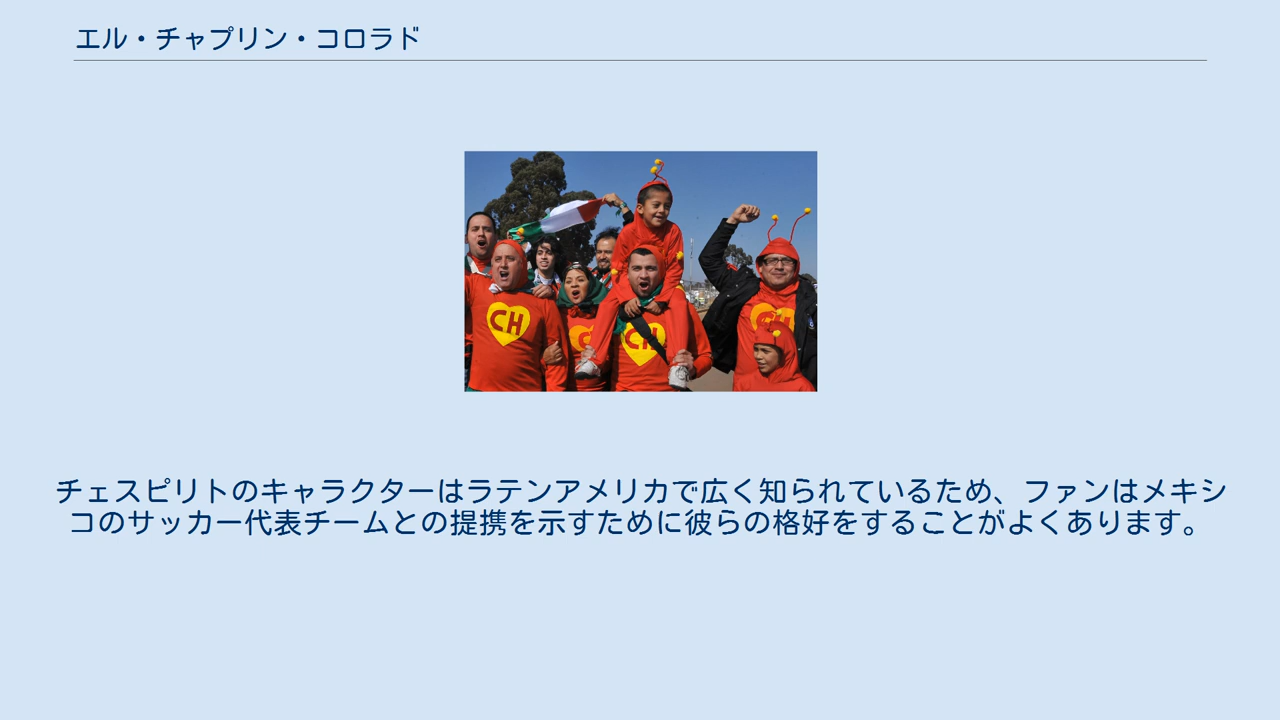 エル・チャプリン・コロラド
CH
C
CH
CH
チェスピリトのキャラクターはラテンアメリカで広く知られているため、ファンはメキシ
コのサッカー代表チームとの提携を示すために彼らの格好をすることがよくあります。